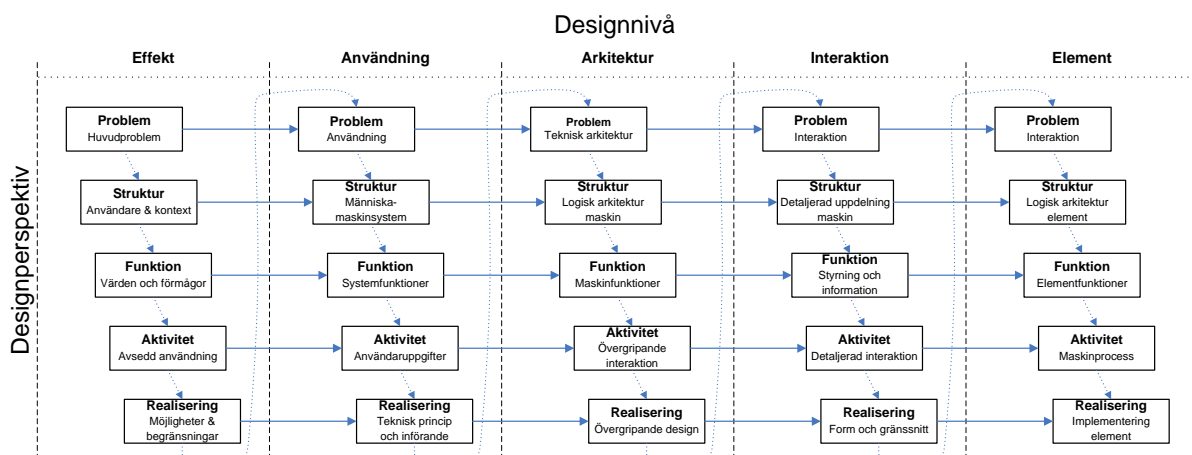 Designnivå
Effekt
Användning
Arkitektur
Interaktion
Element
Designperspektiv
Problem
Huvudproblem
Problem
Användning
Problem
Teknisk arkitektur
Problem
Interaktion
Problem
Interaktion
Struktur
Användare & kontext
Struktur
Människa-
maskinsystem
Struktur
Logisk arkitektur
maskin
Struktur
Detaljerad uppdelning
maskin
Struktur
Logisk arkitektur
element
Funktion
Värden och förmågor
Funktion
Systemfunktioner
Funktion
Maskinfunktioner
Funktion
Styrning och
information
Funktion
Elementfunktioner
Aktivitet
Avsedd användning
Aktivitet
Användaruppgifter
Aktivitet
Övergripande
interaktion
Aktivitet
Detaljerad interaktion
Aktivitet
Maskinprocess
Realisering
Möjligheter &
begränsningar
Realisering
Teknisk princip
och införande
Realisering
Övergripande design
Realisering
Form och gränssnitt
Realisering
Implementering
element